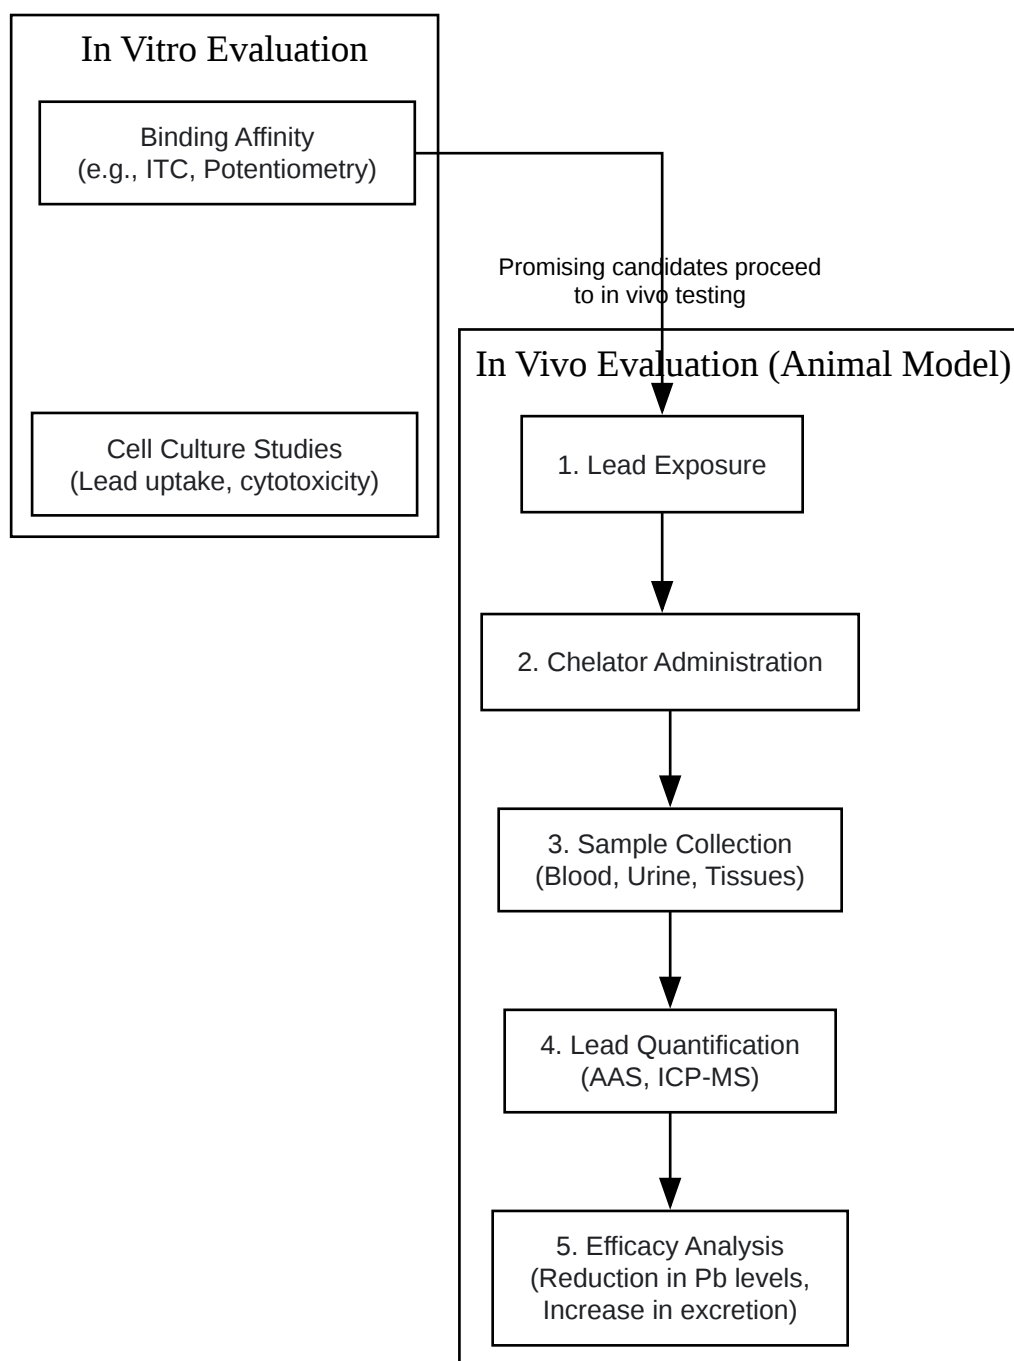 In Vitro Evaluation
Binding Affinity
(e.g., ITC, Potentiometry)
Promising candidates proceed
to in vivo testing
In Vivo Evaluation (Animal Model)
Cell Culture Studies
(Lead uptake, cytotoxicity)
1. Lead Exposure
2. Chelator Administration
3. Sample Collection
(Blood, Urine, Tissues)
4. Lead Quantification
(AAS, ICP-MS)
5. Efficacy Analysis
(Reduction in Pb levels,
Increase in excretion)